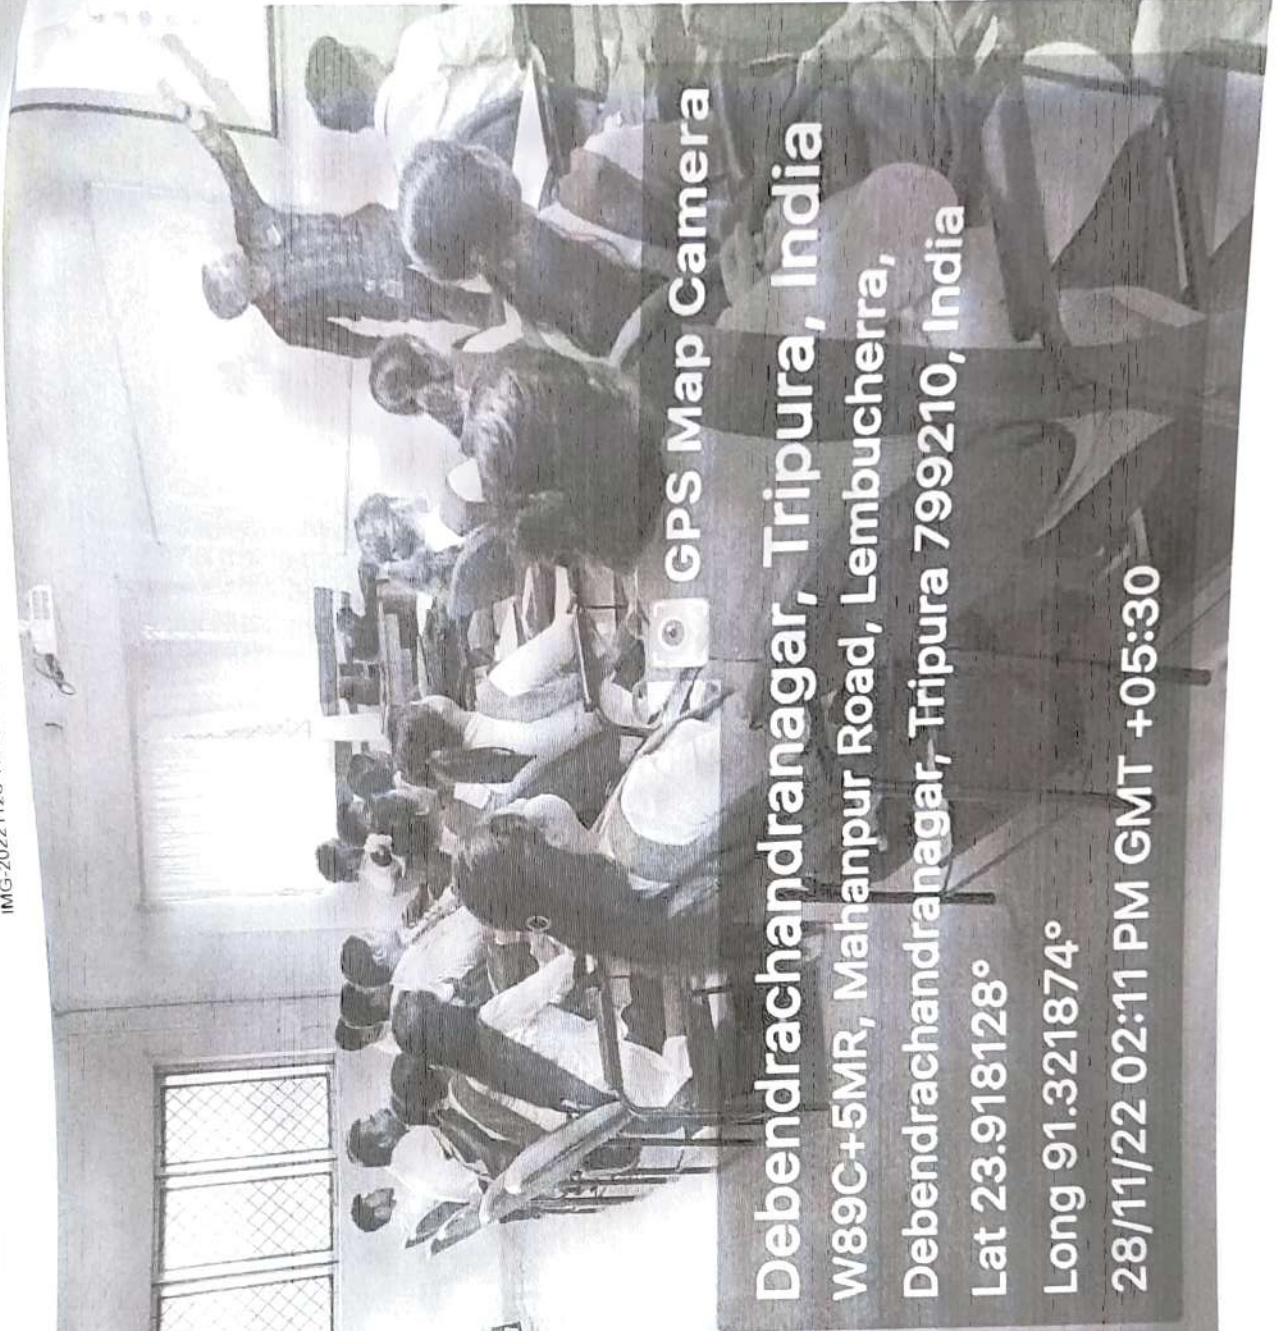 GPS Map Camera
Debendrachandranagar, Tripura, India
W89C+5MR, Mahanpur Road, Lembucherra,
Debendrachandranagar, Tripura 799210, India
Lat 23.918128°
Long 91.321874°
28/11/22 02:11 PM GMT +05:30